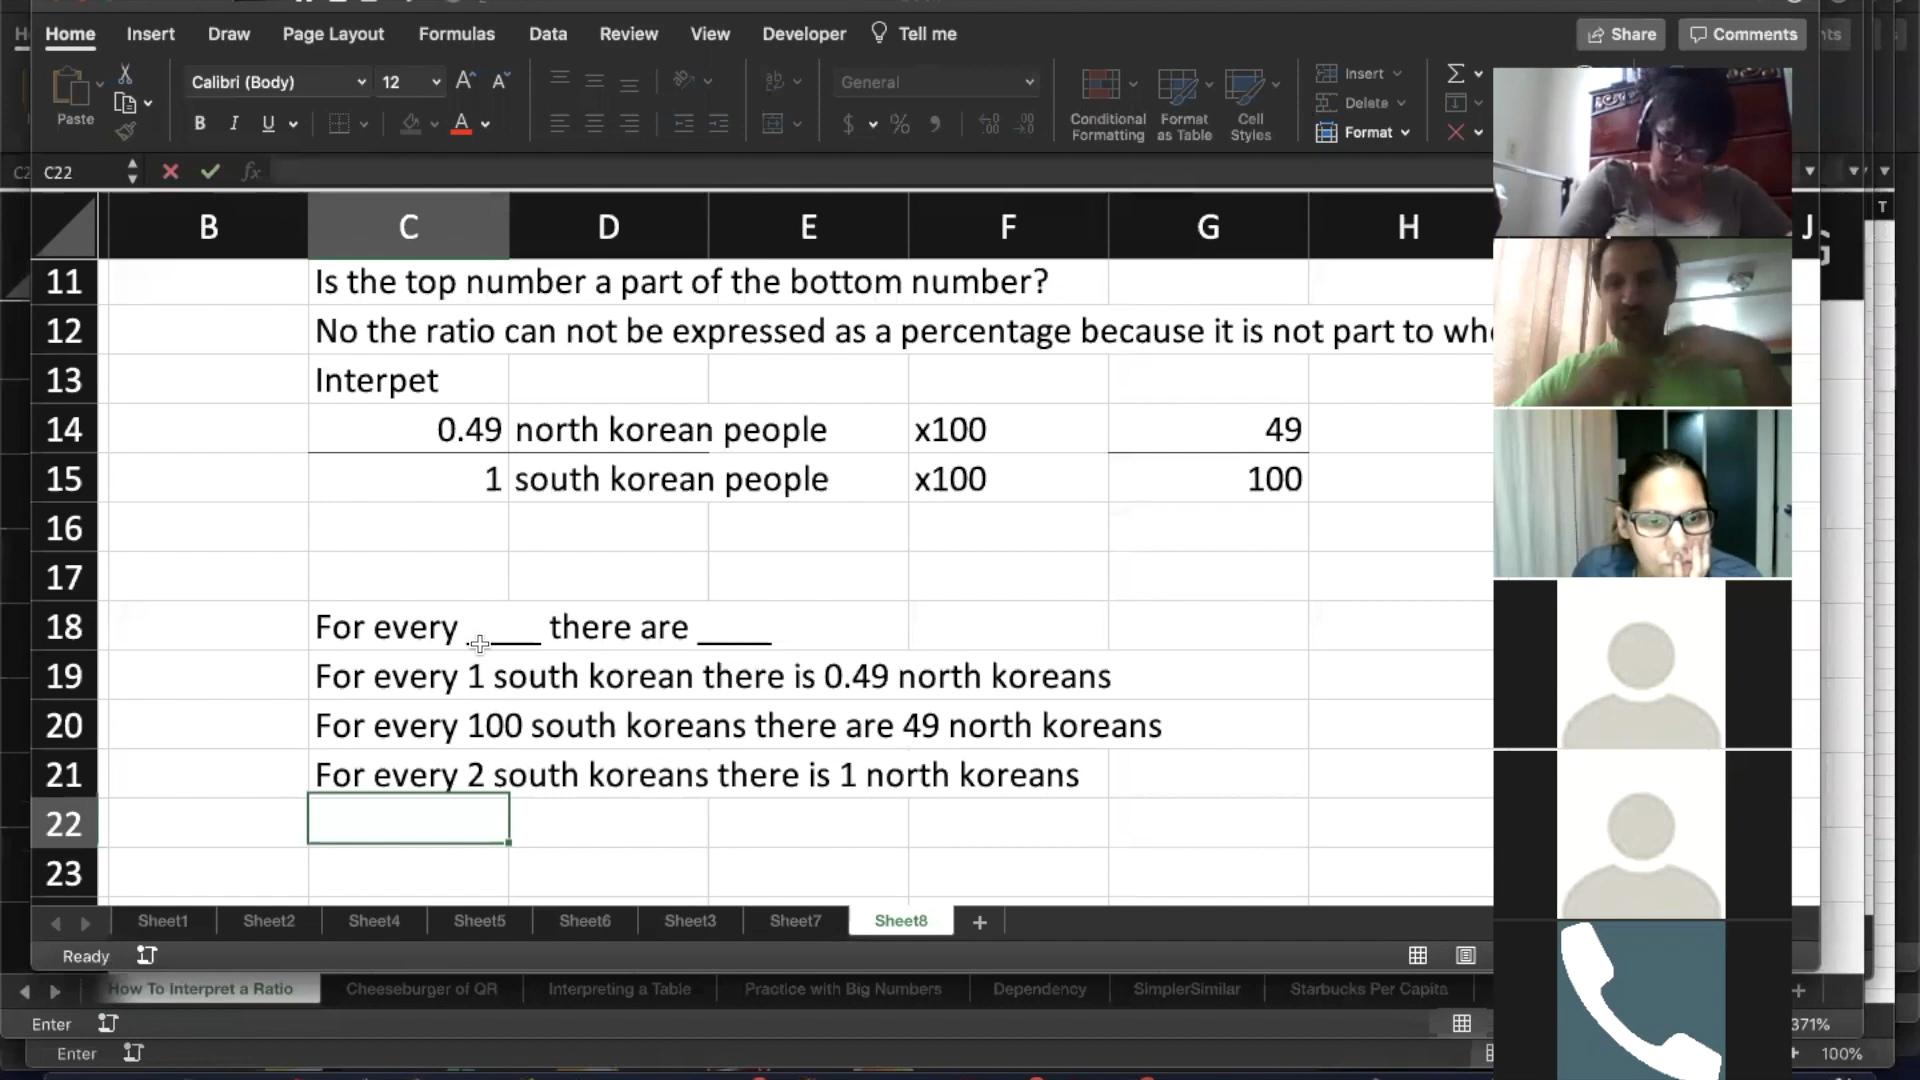 Home Insert Draw Page Layout Formulas Data Review View Developer Tell me Share Comments
Paste Calibri (Body) 12 General Conditional Formatting Format as Table Cell Styles Insert Delete Format
B I U A $ %
C22 fx
B C D E F G H J
11 Is the top number a part of the bottom number?
12 No the ratio can not be expressed as a percentage because it is not part to
13 Interpet
14 0.49 north korean people x100 49
15 1 south korean people x100 100
16
17
18 For every ____ there are ____
19 For every 1 south korean there is 0.49 north koreans
20 For every 100 south koreans there are 49 north koreans
21 For every 2 south koreans there is 1 north koreans
22
23
Sheet1 Sheet2 Sheet4 Sheet5 Sheet6 Sheet3 Sheet7 Sheet8 +
Ready
How To Interpret a Ratio Cheeseburger of QR Interpreting a Table Practice with Big Numbers Dependency SimplerSimilar Starbucks Per Capita +
Enter 371%
Enter 100%